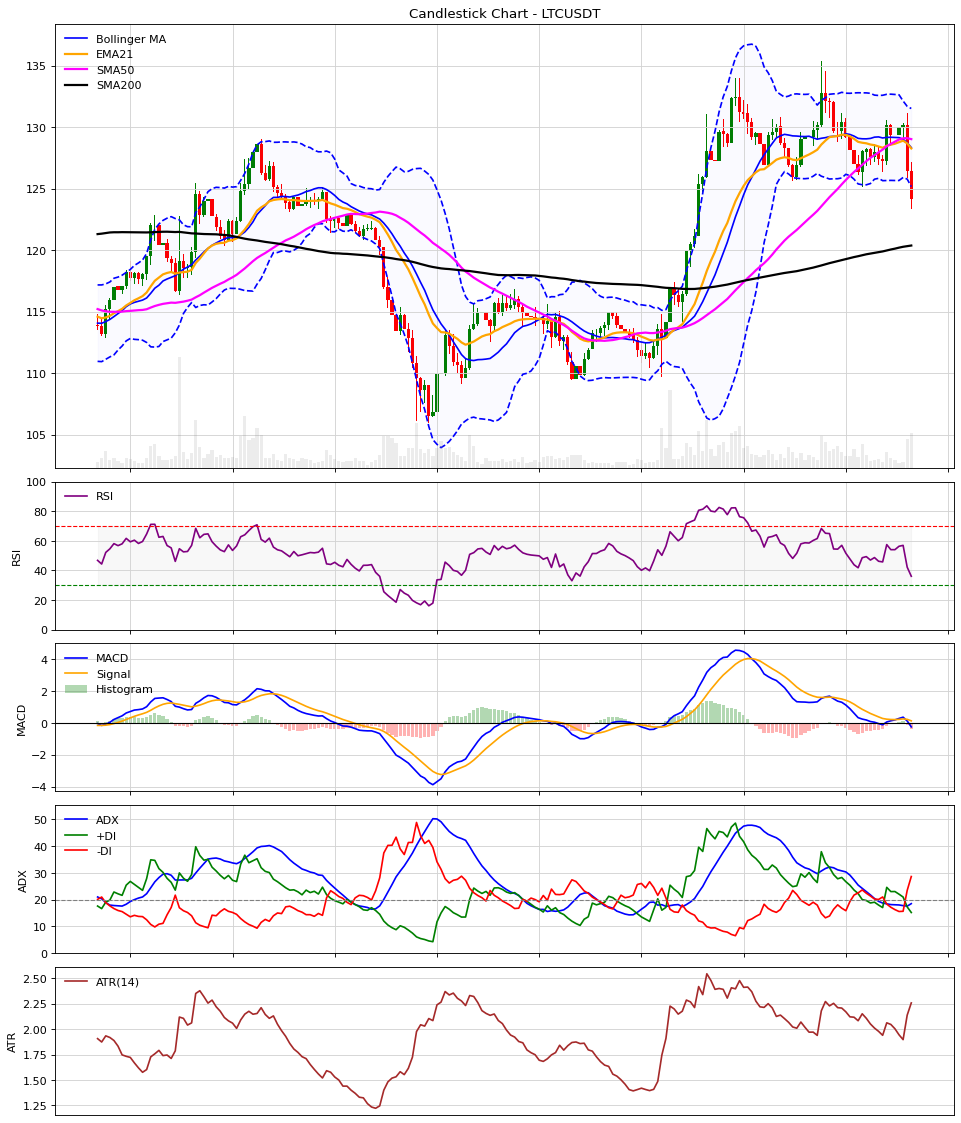 Candlestick Chart - LTCUSDT
Bollinger MA
EMA21
SMA50
SMA200
135
130
125
120
115
110
105
RSI
RSI
100
80
60
40
20
0
MACD
Signal
Histogram
MACD
4
2
0
−2
−4
ADX
+DI
-DI
ADX
50
40
30
20
10
0
ATR(14)
ATR
2.50
2.25
2.00
1.75
1.50
1.25